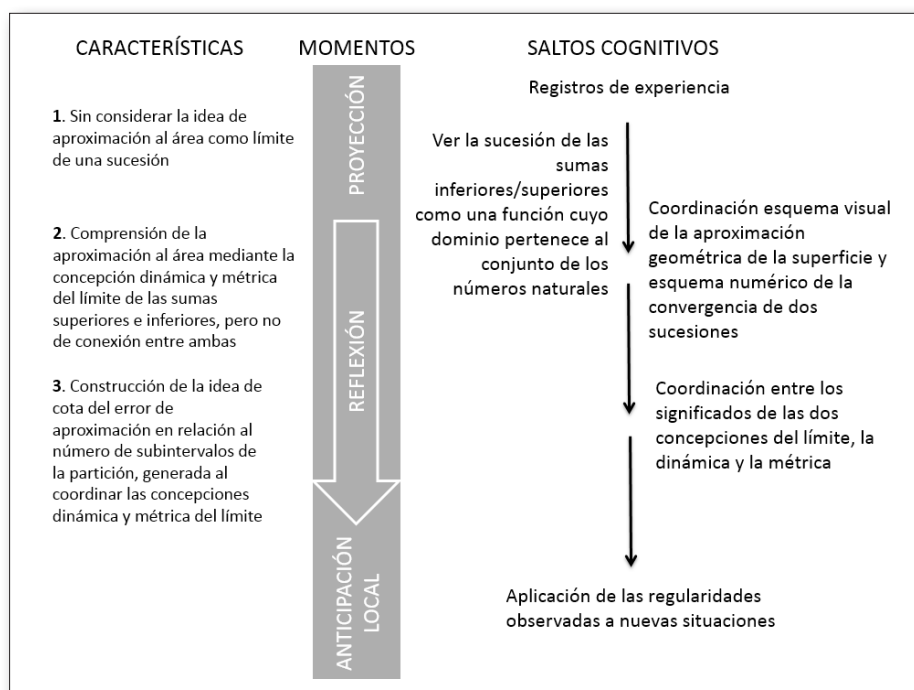 CARACTERÍSTICAS
MOMENTOS
SALTOS COGNITIVOS
1. Sin considerar la idea de
aproximación al área como límite
de una sucesión
2. Comprensión de la
aproximación al área mediante la
concepción dinámica y métrica
del límite de las sumas
superiores e inferiores, pero no
de conexión entre ambas
3. Construcción de la idea de
cota del error de
aproximación en relación al
número de subintervalos de
la partición, generada al
coordinar las concepciones
dinámica y métrica del límite
PROYECCIÓN
REFLEXIÓN
ANTICIPACIÓN
LOCAL
Registros de experiencia
Ver la sucesión de las
sumas
inferiores/superiores
como una función cuyo
dominio pertenece al
conjunto de los
números naturales
Coordinación esquema visual
de la aproximación
geométrica de la superficie y
esquema numérico de la
convergencia de dos
sucesiones
Coordinación entre los
significados de las dos
concepciones del límite, la
dinámica y la métrica
Aplicación de las regularidades
observadas a nuevas situaciones